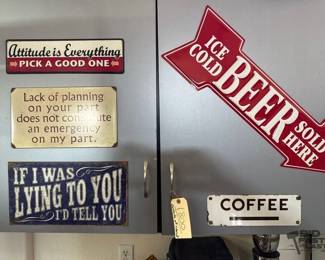 Attitude is Everything
PICK A GOOD ONE
Lack of planning
on your part
does not constitute
an emergency
on my part.
IF I WAS
LYING TO YOU
I'D TELL YOU
ICE
COLD
BEER
SOLD
HERE
COFFEE